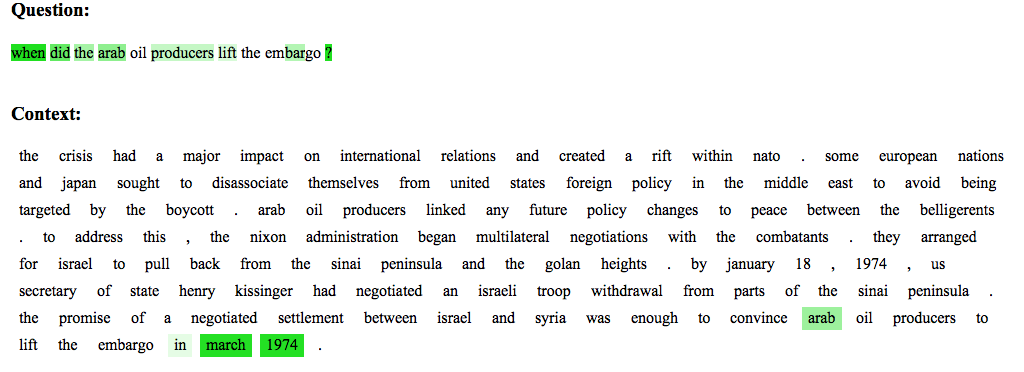 Question:
when did the arab oil producers lift the embargo ?
Context:
the crisis had a major impact on international relations and created a rift within nato . some european nations
and japan sought to disassociate themselves from united states foreign policy in the middle east to avoid being
targeted by the boycott . arab oil producers linked any future policy changes to peace between the belligerents
. to address this , the nixon administration began multilateral negotiations with the combatants . they arranged
for israel to pull back from the sinai peninsula and the golan heights . by january 18 , 1974 , us
secretary of state henry kissinger had negotiated an israeli troop withdrawal from parts of the sinai peninsula .
the promise of a negotiated settlement between israel and syria was enough to convince arab oil producers to
lift the embargo in march 1974 .